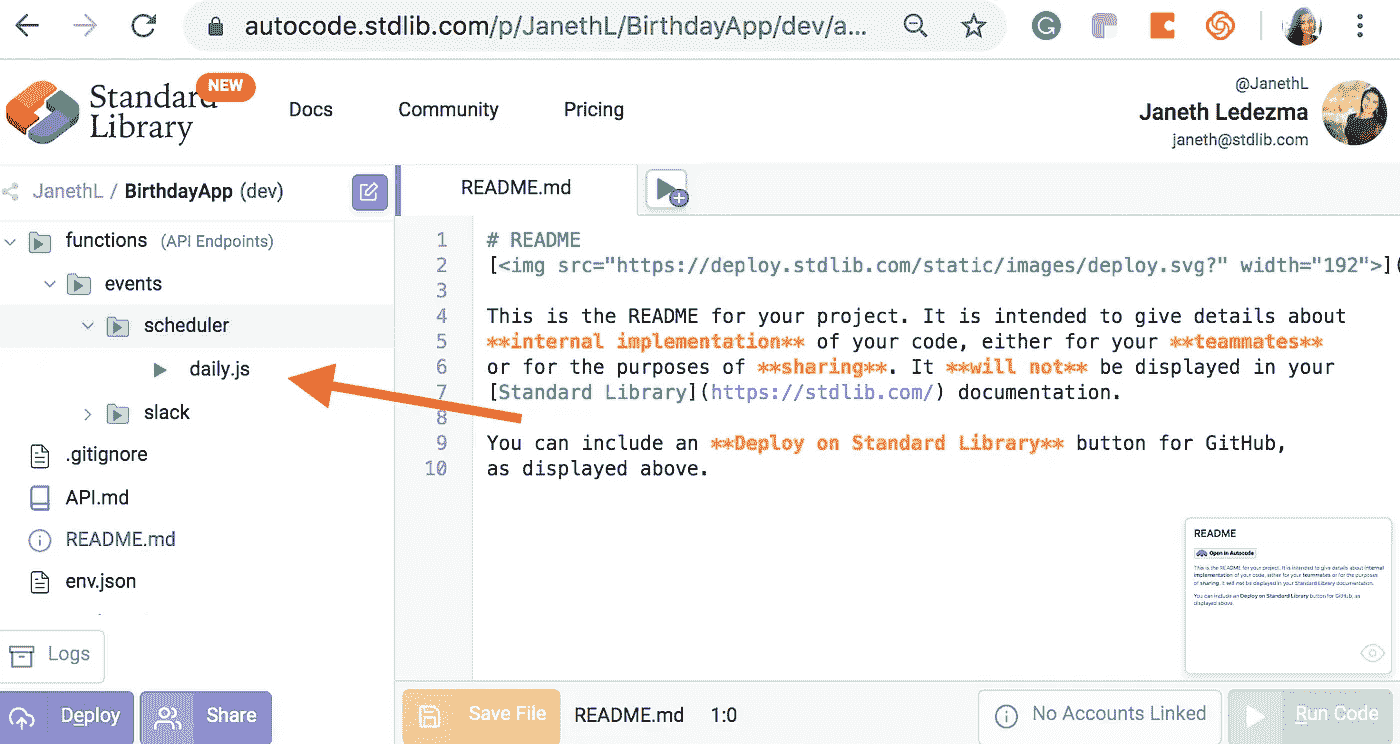 autocode.stdlib.com/p/JanethL/BirthdayApp/dev/a...
Standard
Library
NEW
Docs
Community
Pricing
@JanethL
Janeth Ledezma
janeth@stdlib.com
JanethL / BirthdayApp (dev)
functions (API Endpoints)
events
scheduler
daily.js
slack
.gitignore
API.md
README.md
env.json
Logs
Deploy
Share
README.md
1 # README
2 [<img src="https://deploy.stdlib.com/static/images/deploy.svg?" width="192">](
3
4 This is the README for your project. It is intended to give details about
5 **internal implementation** of your code, either for your **teammates**
6 or for the purposes of **sharing**. It **will not** be displayed in your
7 [Standard Library](https://stdlib.com/) documentation.
8
9 You can include an **Deploy on Standard Library** button for GitHub,
10 as displayed above.
README
Open in Autocode
This is the README for your project. It is intended to give details about internal
implementation of your code, either for your teammates or for the purposes
of sharing. It will not be displayed in your Standard Library documentation.
You can include an Deploy on Standard Library button for GitHub, as
displayed above.
Save File
README.md 1:0
No Accounts Linked
Run Code